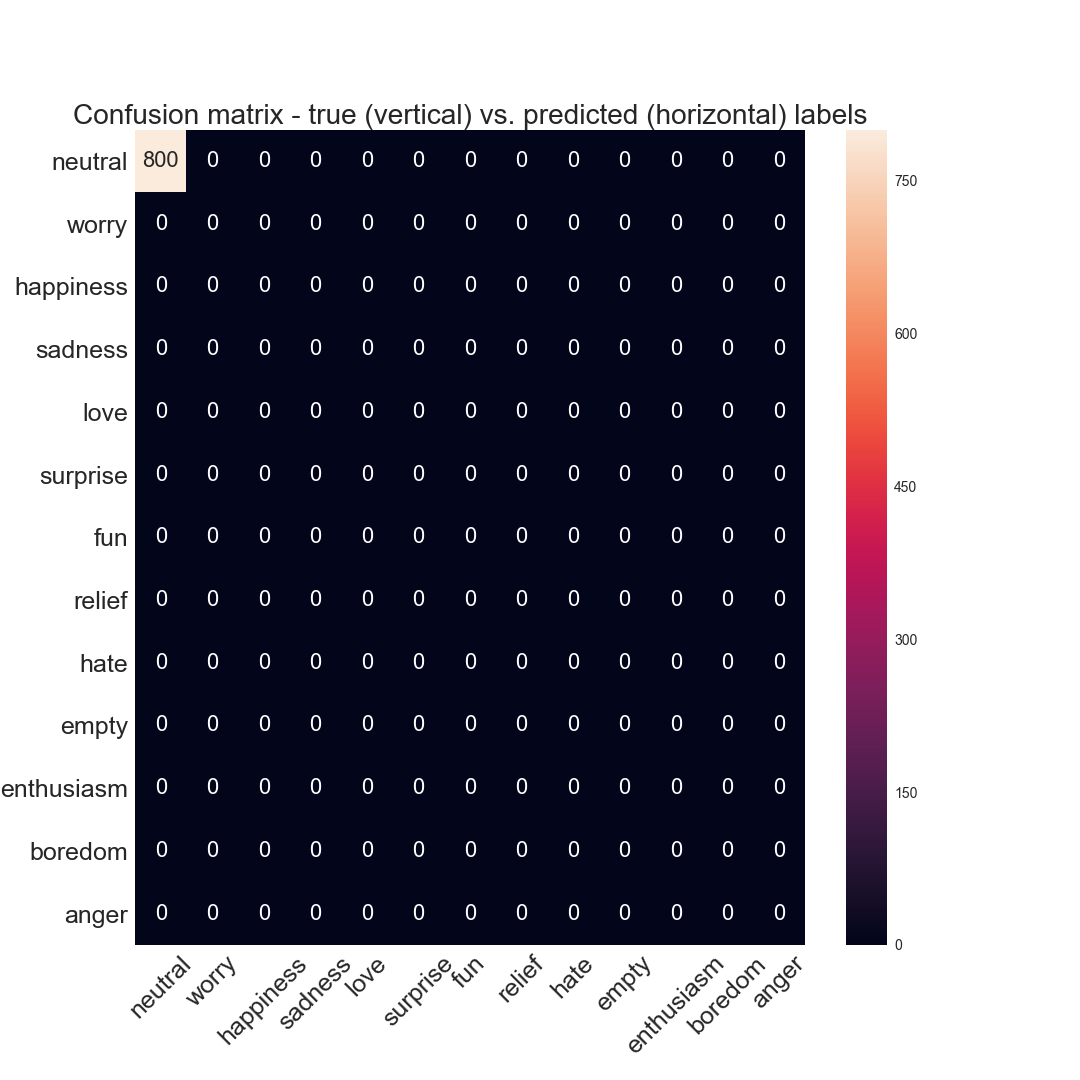 Confusion matrix - true (vertical) vs. predicted (horizontal) labels
neutral 800 0 0 0 0 0 0 0 0 0 0 0 0
worry 0 0 0 0 0 0 0 0 0 0 0 0 0
happiness 0 0 0 0 0 0 0 0 0 0 0 0 0
sadness 0 0 0 0 0 0 0 0 0 0 0 0 0
love 0 0 0 0 0 0 0 0 0 0 0 0 0
surprise 0 0 0 0 0 0 0 0 0 0 0 0 0
fun 0 0 0 0 0 0 0 0 0 0 0 0 0
relief 0 0 0 0 0 0 0 0 0 0 0 0 0
hate 0 0 0 0 0 0 0 0 0 0 0 0 0
empty 0 0 0 0 0 0 0 0 0 0 0 0 0
enthusiasm 0 0 0 0 0 0 0 0 0 0 0 0 0
boredom 0 0 0 0 0 0 0 0 0 0 0 0 0
anger 0 0 0 0 0 0 0 0 0 0 0 0 0
neutral worry happiness sadness love surprise fun relief hate empty enthusiasm boredom anger
750
600
450
300
150
0